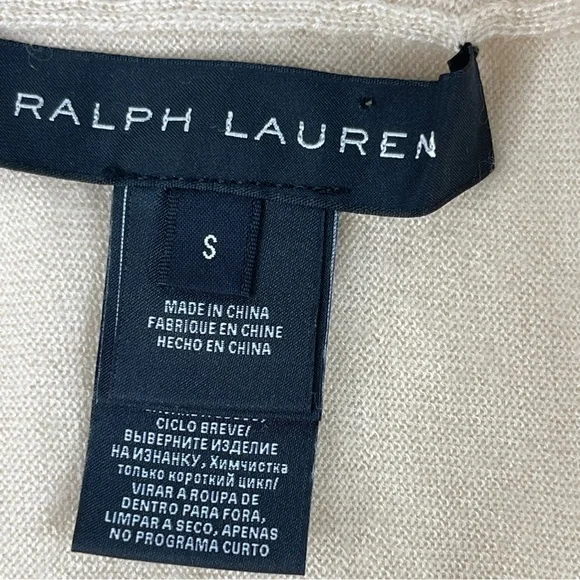 RALPH LAUREN
S
MADE IN CHINA
FABRIQUE EN CHINE
HECHO EN CHINA
CICLO BREVE/
ВЫВЕРНИТЕ ИЗДЕЛИЕ
НА ИЗНАНКУ, Химчистка
только короткий цикл/
VIRAR A ROUPA DE
DENTRO PARA FORA,
LIMPAR A SECO, APENAS
NO PROGRAMA CURTO